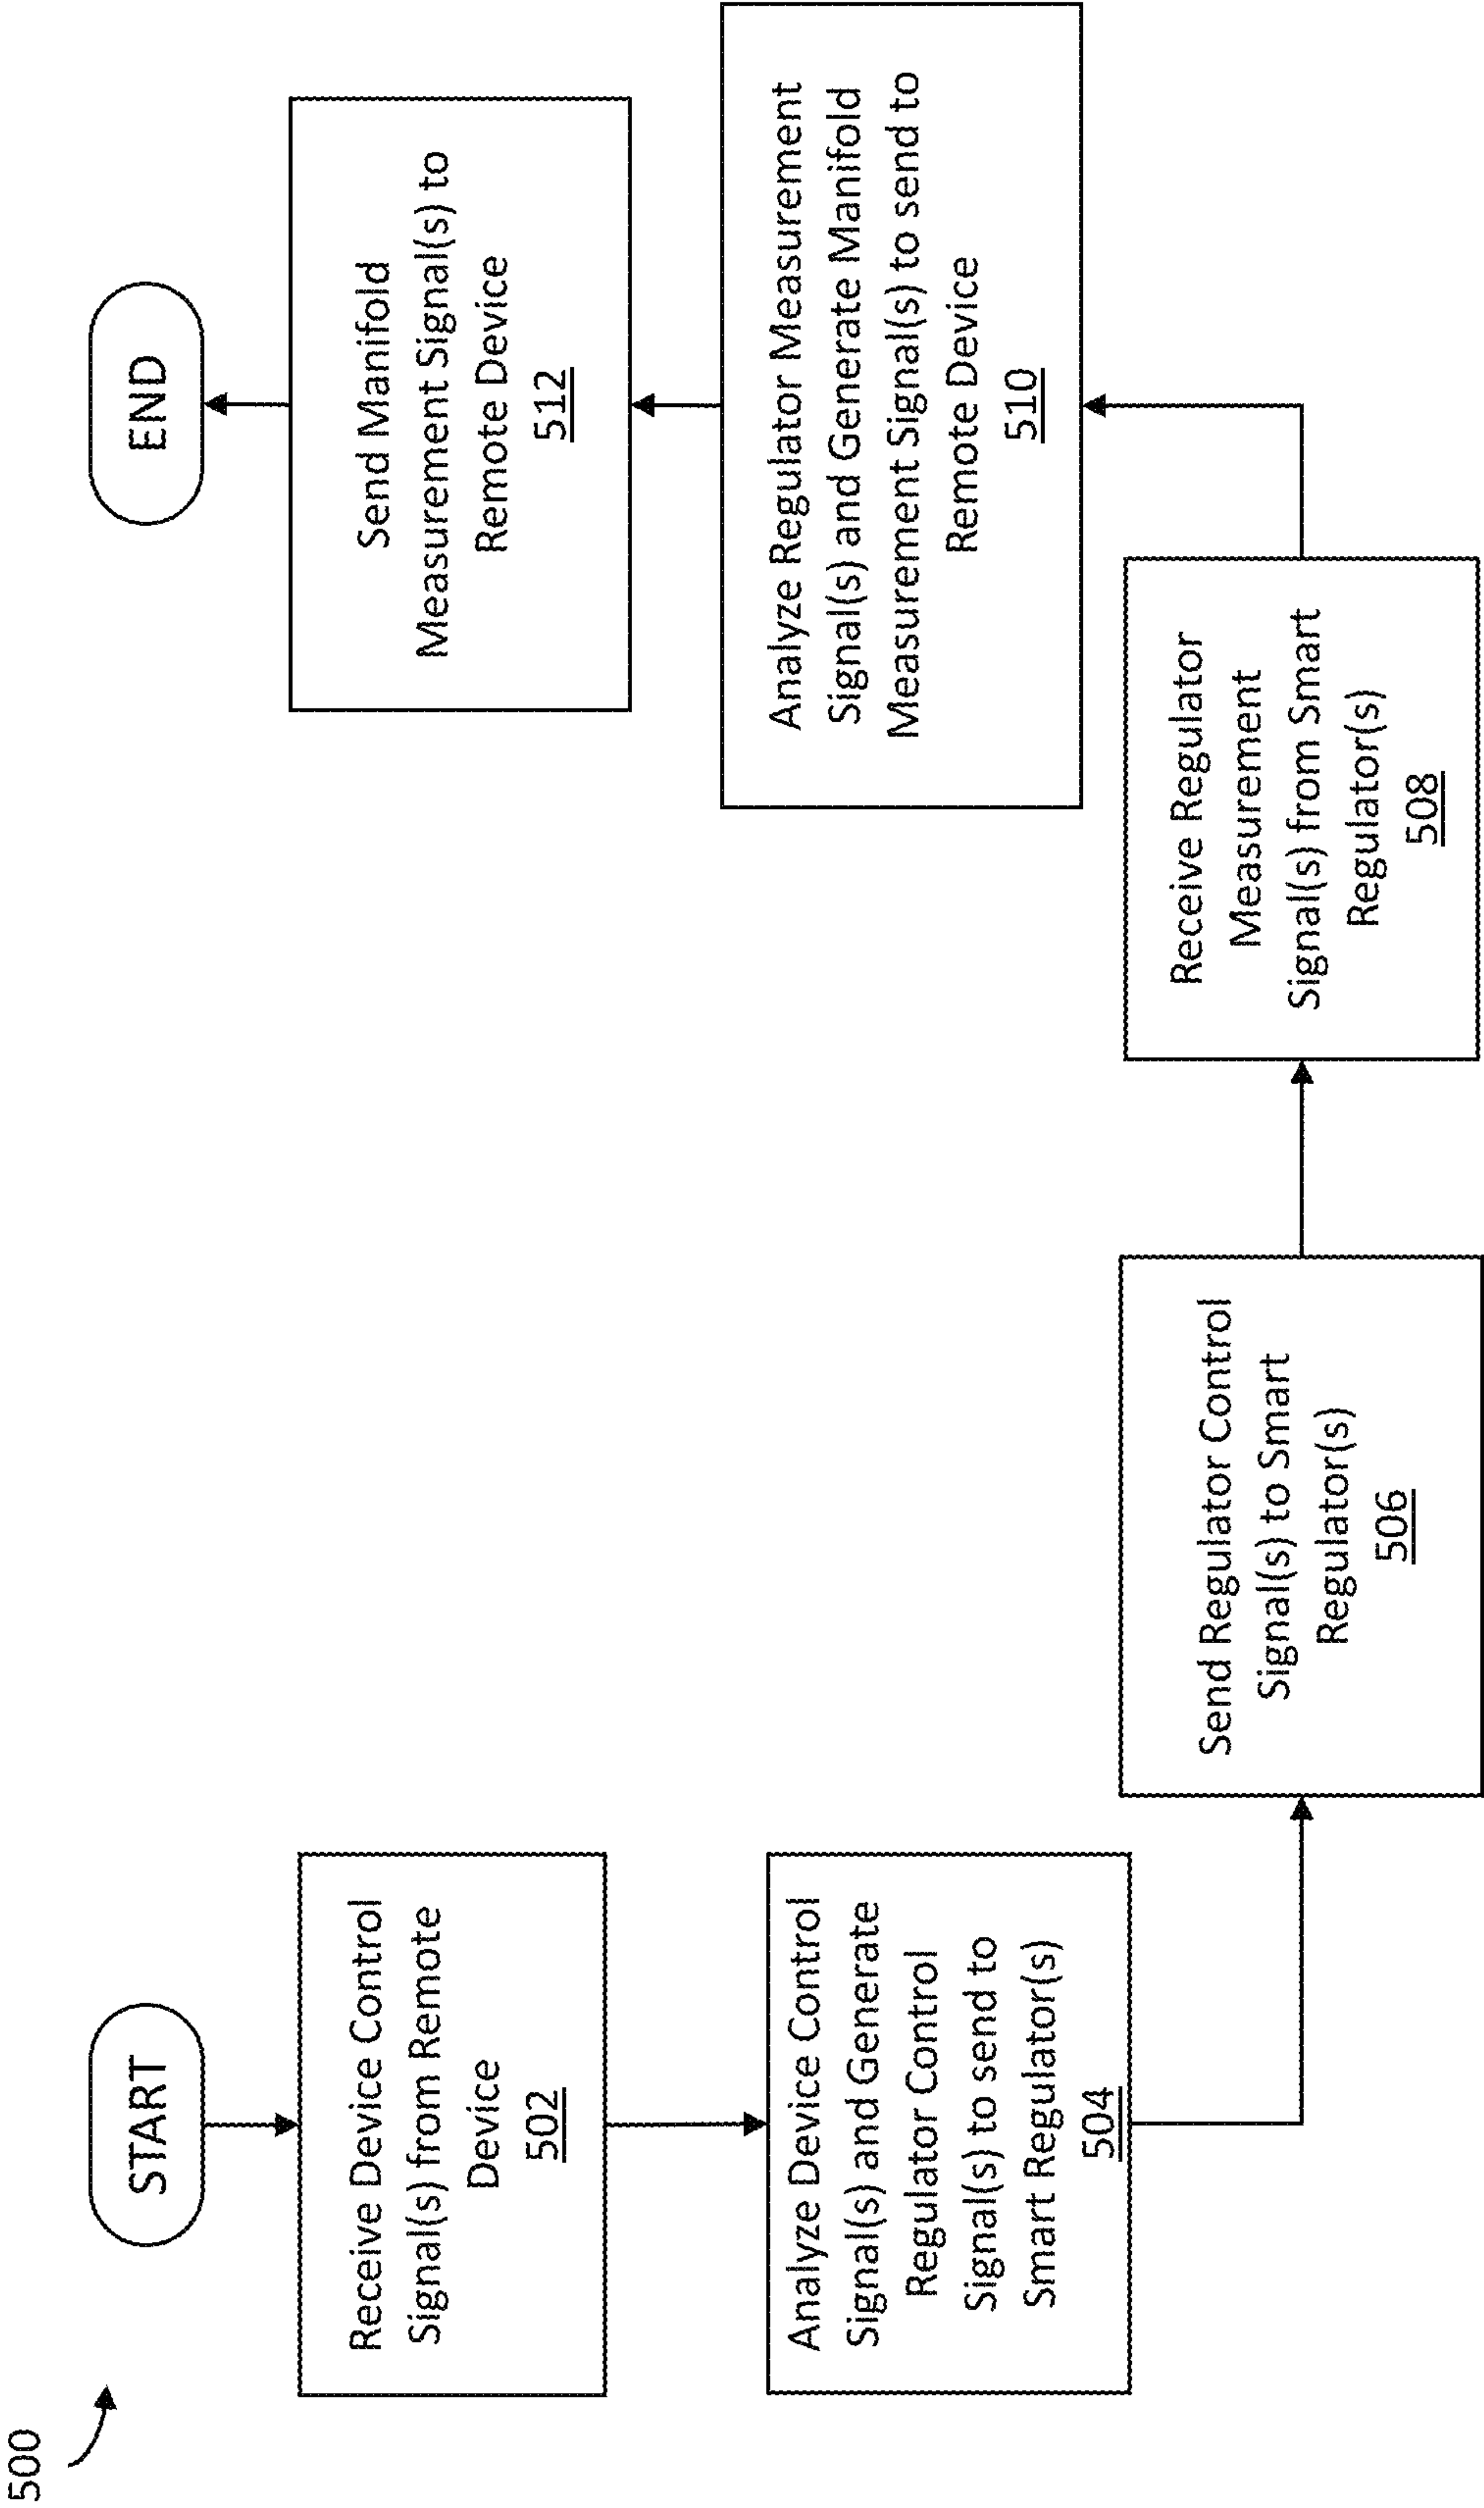 500
START
Receive Device Control
Signal(s) from Remote
Device
502
Analyze Device Control
Signal(s) and Generate
Regulator Control
Signal(s) to send to
Smart Regulator(s)
504
Send Regulator Control
Signal(s) to Smart
Regulator(s)
506
Receive Regulator
Measurement
Signal(s) from Smart
Regulator(s)
508
Analyze Regulator Measurement
Signal(s) and Generate Manifold
Measurement Signal(s) to send to
Remote Device
510
Send Manifold
Measurement Signal(s) to
Remote Device
512
END